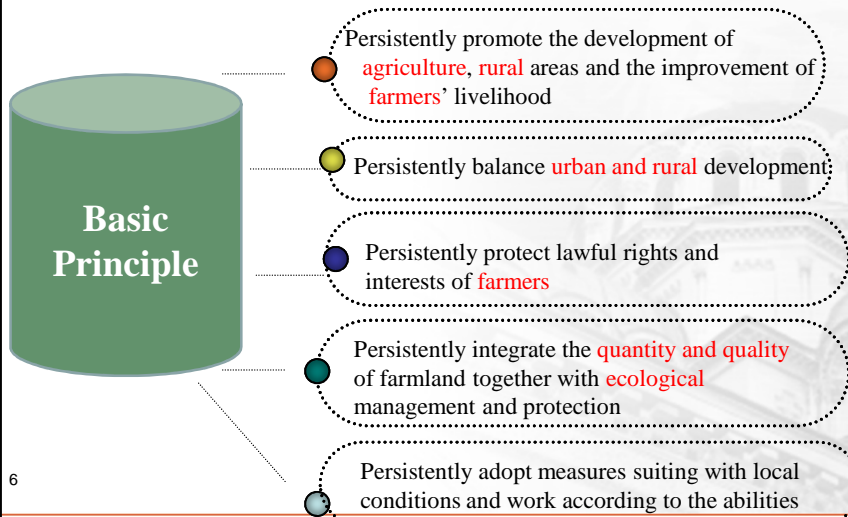 Persistently promote the development of
agriculture, rural areas and the improvement of
farmers’ livelihood
Persistently balance urban and rural development
Basic
Principle
Persistently protect lawful rights and
interests of farmers
Persistently integrate the quantity and quality
of farmland together with ecological
management and protection
Persistently adopt measures suiting with local
conditions and work according to the abilities
6